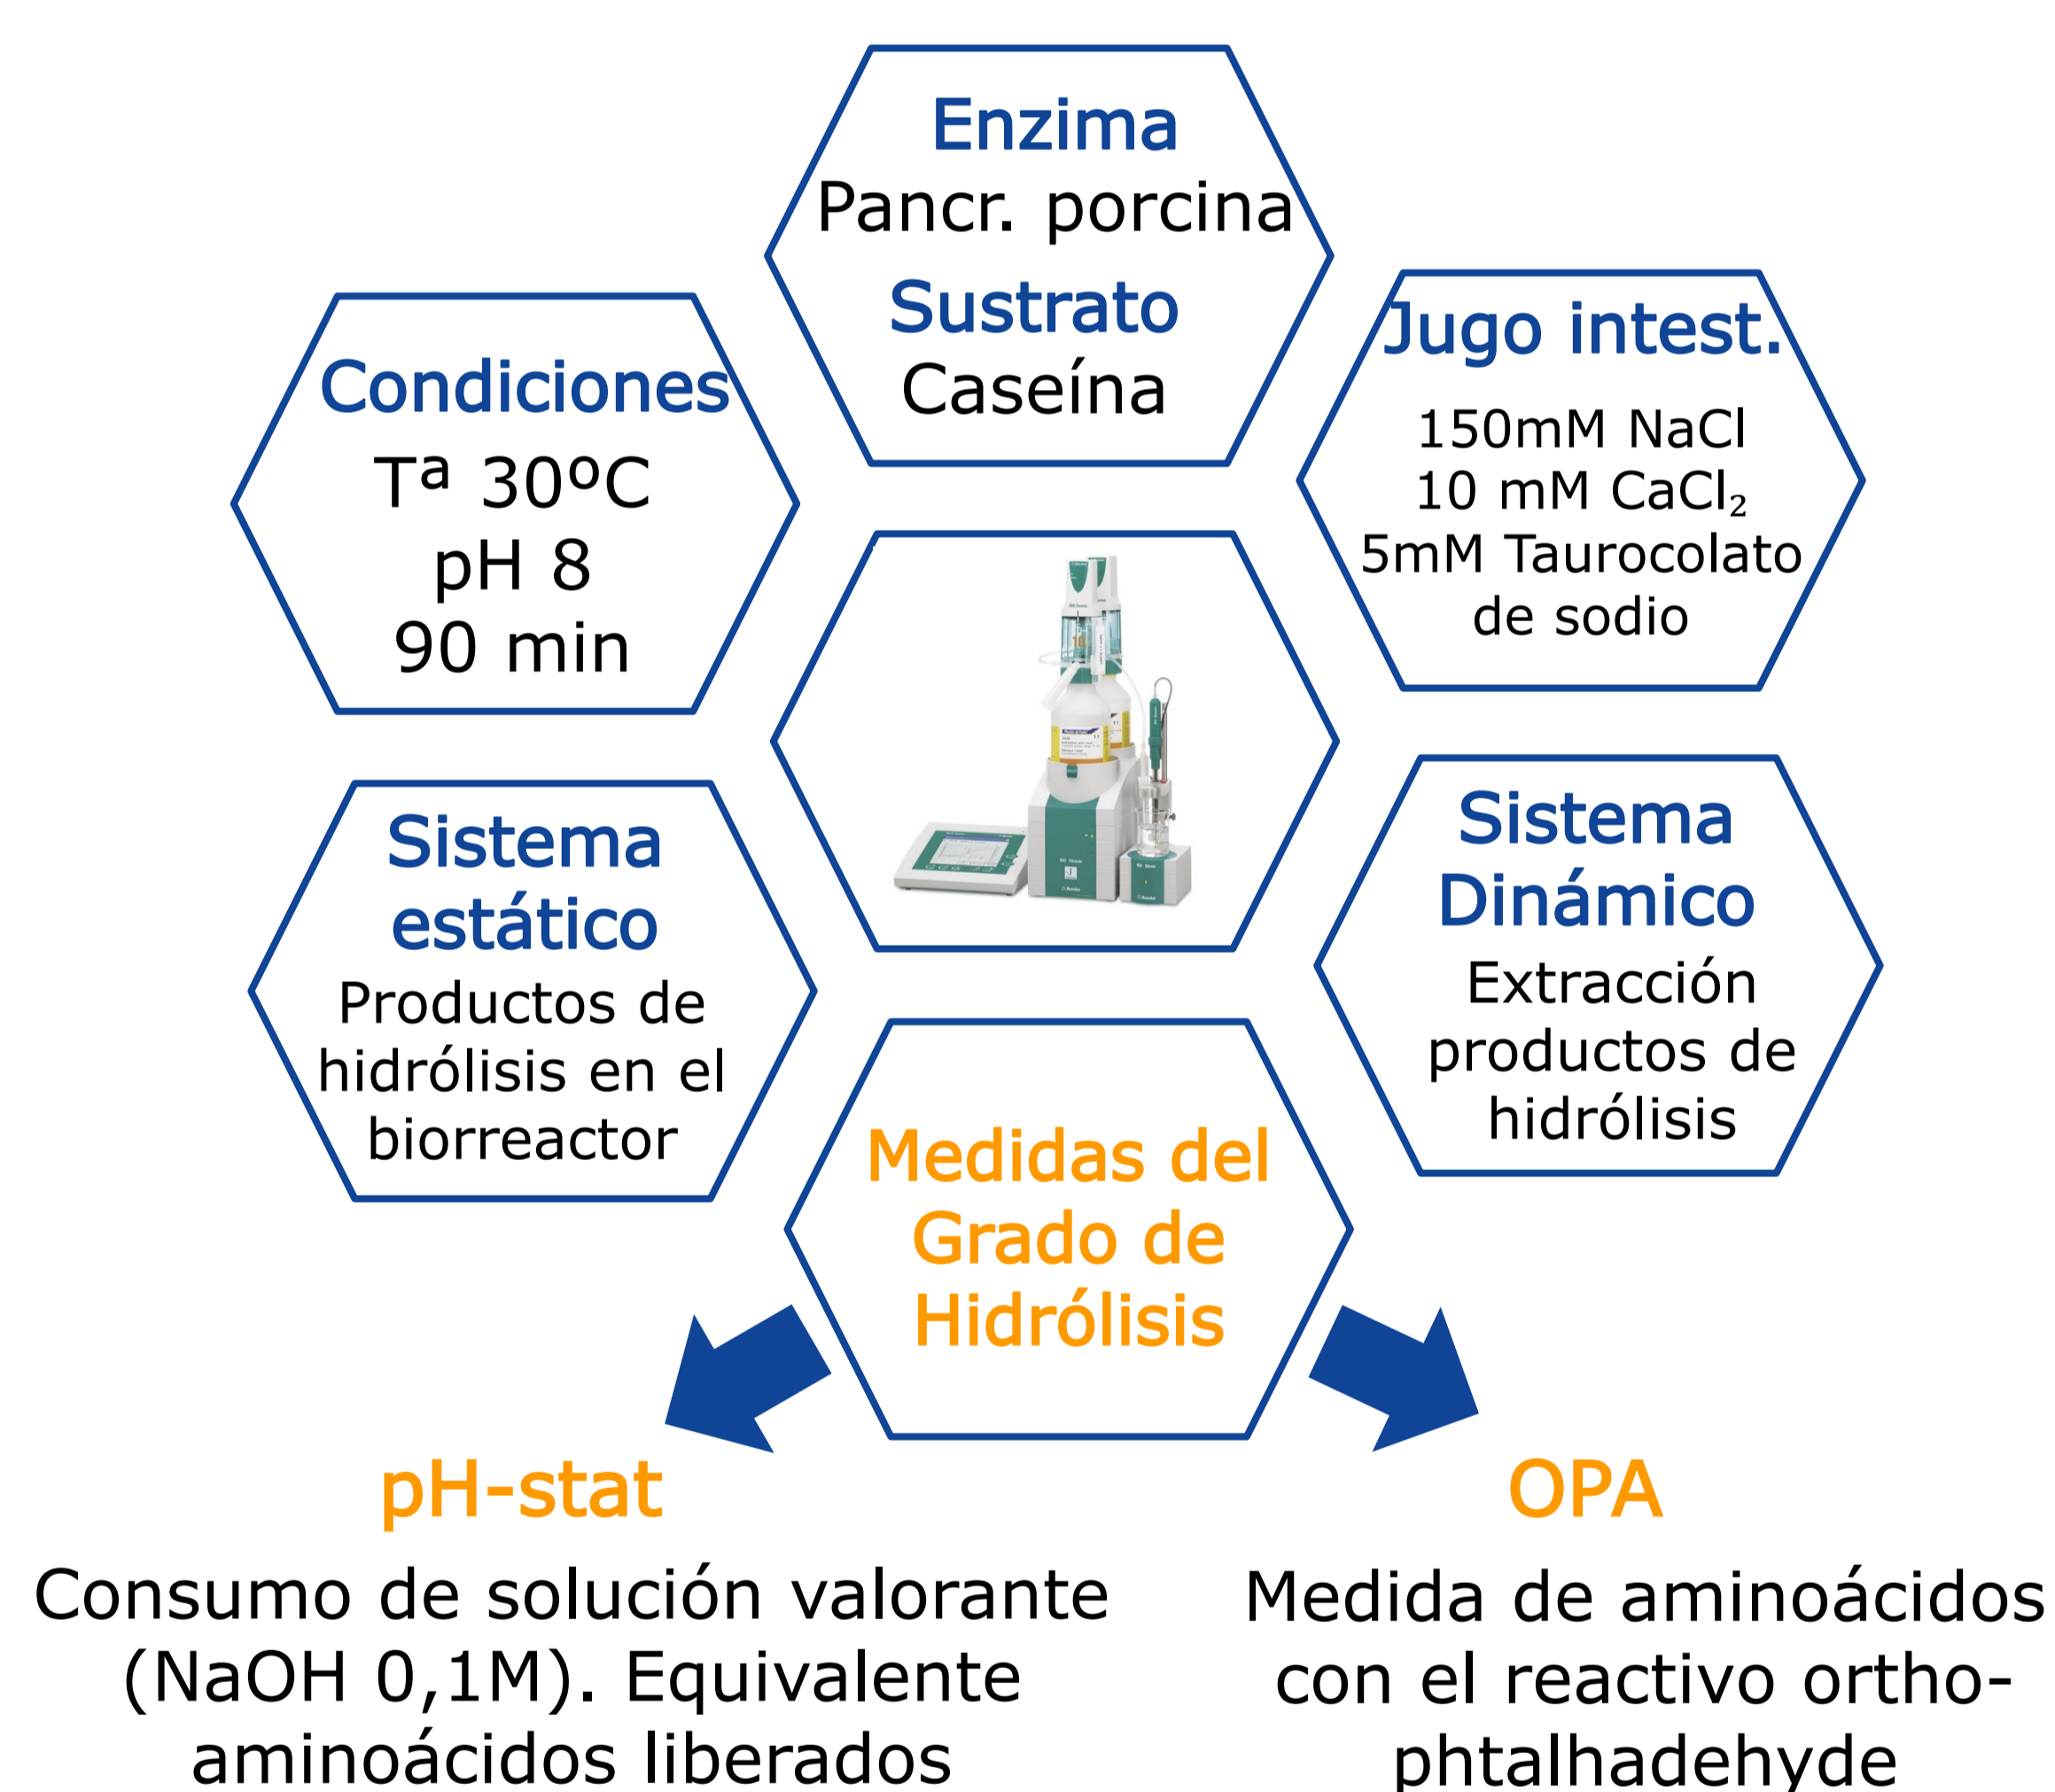 Enzima
Pancr. porcina
Sustrato
Caseína
Condiciones
Tª 30ºC
pH 8
90 min
Jugo intest.
150mM NaCl
10 mM CaCl₂
5mM Taurocolato
de sodio
Sistema
estático
Productos de
hidrólisis en el
biorreactor
Sistema
Dinámico
Extracción
productos de
hidrólisis
Medidas del
Grado de
Hidrólisis
pH-stat
Consumo de solución valorante
(NaOH 0,1M). Equivalente
aminoácidos liberados
OPA
Medida de aminoácidos
con el reactivo ortho-
phtalhadehyde